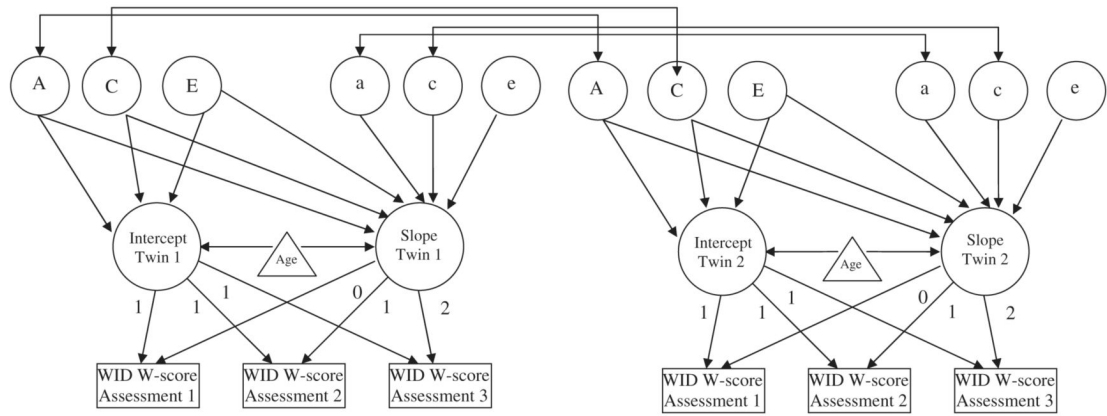 A C E a c e A C E a c e
Intercept
Twin 1
Age
Slope
Twin 1
Intercept
Twin 2
Age
Slope
Twin 2
1 1 1 0 1 2 1 1 1 0 1 2
WID W-score
Assessment 1
WID W-score
Assessment 2
WID W-score
Assessment 3
WID W-score
Assessment 1
WID W-score
Assessment 2
WID W-score
Assessment 3